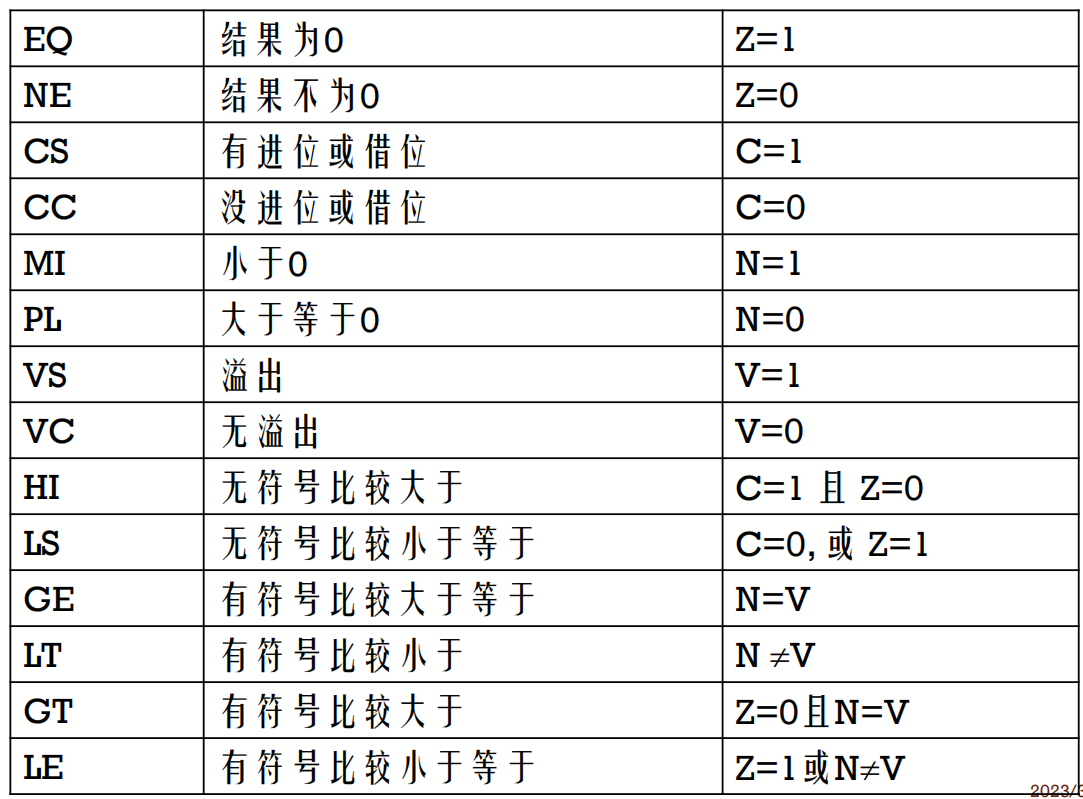 EQ 结果为0 Z=1
NE 结果不为0 Z=0
CS 有进位或借位 C=1
CC 没进位或借位 C=0
MI 小于0 N=1
PL 大于等于0 N=0
VS 溢出 V=1
VC 无溢出 V=0
HI 无符号比较大于 C=1 且 Z=0
LS 无符号比较小于等于 C=0, 或 Z=1
GE 有符号比较大于等于 N=V
LT 有符号比较小于 N ≠V
GT 有符号比较大于 Z=0且N=V
LE 有符号比较小于等于 Z=1或N≠V
2023/